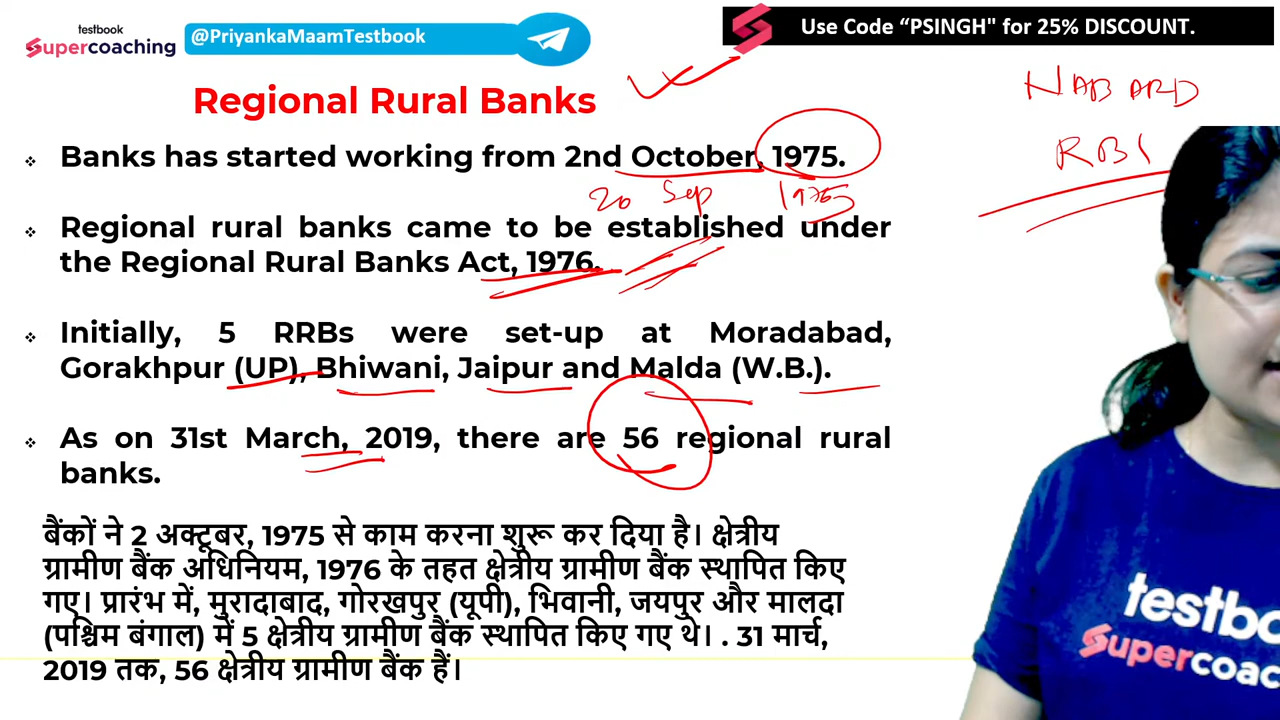 testbook
Supercoaching
@PriyankaMaamTestbook
Use Code “PSINGH" for 25% DISCOUNT.
Regional Rural Banks
NABARD
RBI
Banks has started working from 2nd October, 1975.
20 Sep 1975
Regional rural banks came to be established under
the Regional Rural Banks Act, 1976.
Initially, 5 RRBs were set-up at Moradabad,
Gorakhpur (UP), Bhiwani, Jaipur and Malda (W.B.).
As on 31st March, 2019, there are 56 regional rural
banks.
बैंकों ने 2 अक्टूबर, 1975 से काम करना शुरू कर दिया है। क्षेत्रीय
ग्रामीण बैंक अधिनियम, 1976 के तहत क्षेत्रीय ग्रामीण बैंक स्थापित किए
गए। प्रारंभ में, मुरादाबाद, गोरखपुर (यूपी), भिवानी, जयपुर और मालदा
(पश्चिम बंगाल) में 5 क्षेत्रीय ग्रामीण बैंक स्थापित किए गए थे। . 31 मार्च,
2019 तक, 56 क्षेत्रीय ग्रामीण बैंक हैं।
testbo
Supercoac